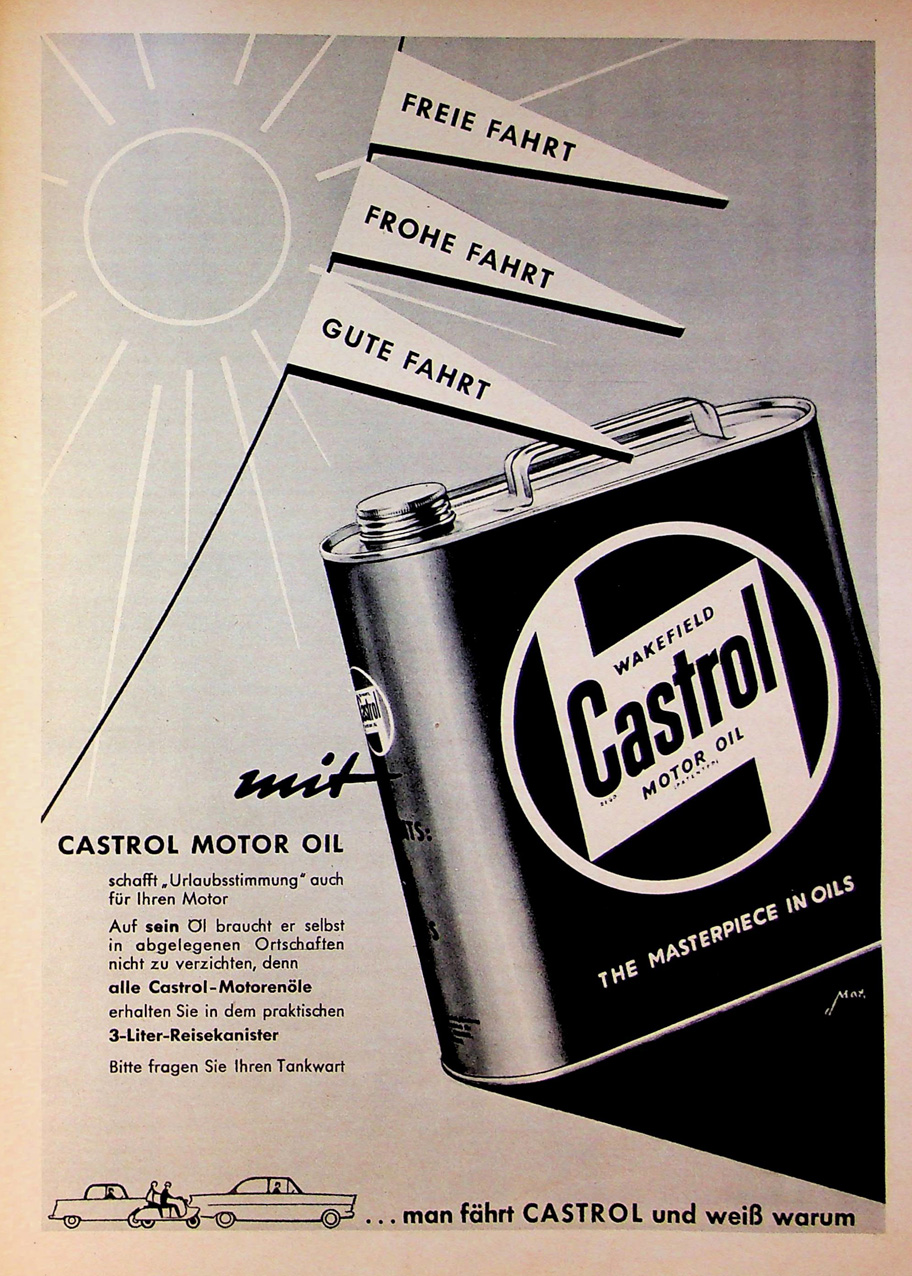 FREIE FAHRT
FROHE FAHRT
GUTE FAHRT
WAKEFIELD
Castrol
REGD
MOTOR OIL
(PATENTED)
THE MASTERPIECE IN OILS
Castrol
mit
CASTROL MOTOR OIL
schafft „Urlaubsstimmung“ auch
für Ihren Motor
Auf sein Öl braucht er selbst
in abgelegenen Ortschaften
nicht zu verzichten, denn
alle Castrol-Motorenöle
erhalten Sie in dem praktischen
3-Liter-Reisekanister
Bitte fragen Sie Ihren Tankwart
... man fährt CASTROL und weiß warum